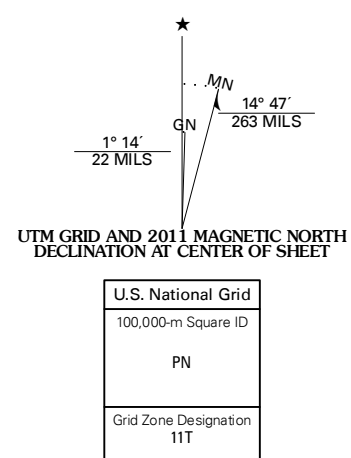 ★
MN
GN
14° 47´
263 MILS
1° 14´
22 MILS
UTM GRID AND 2011 MAGNETIC NORTH
DECLINATION AT CENTER OF SHEET
U.S. National Grid
100,000-m Square ID
PN
Grid Zone Designation
11T